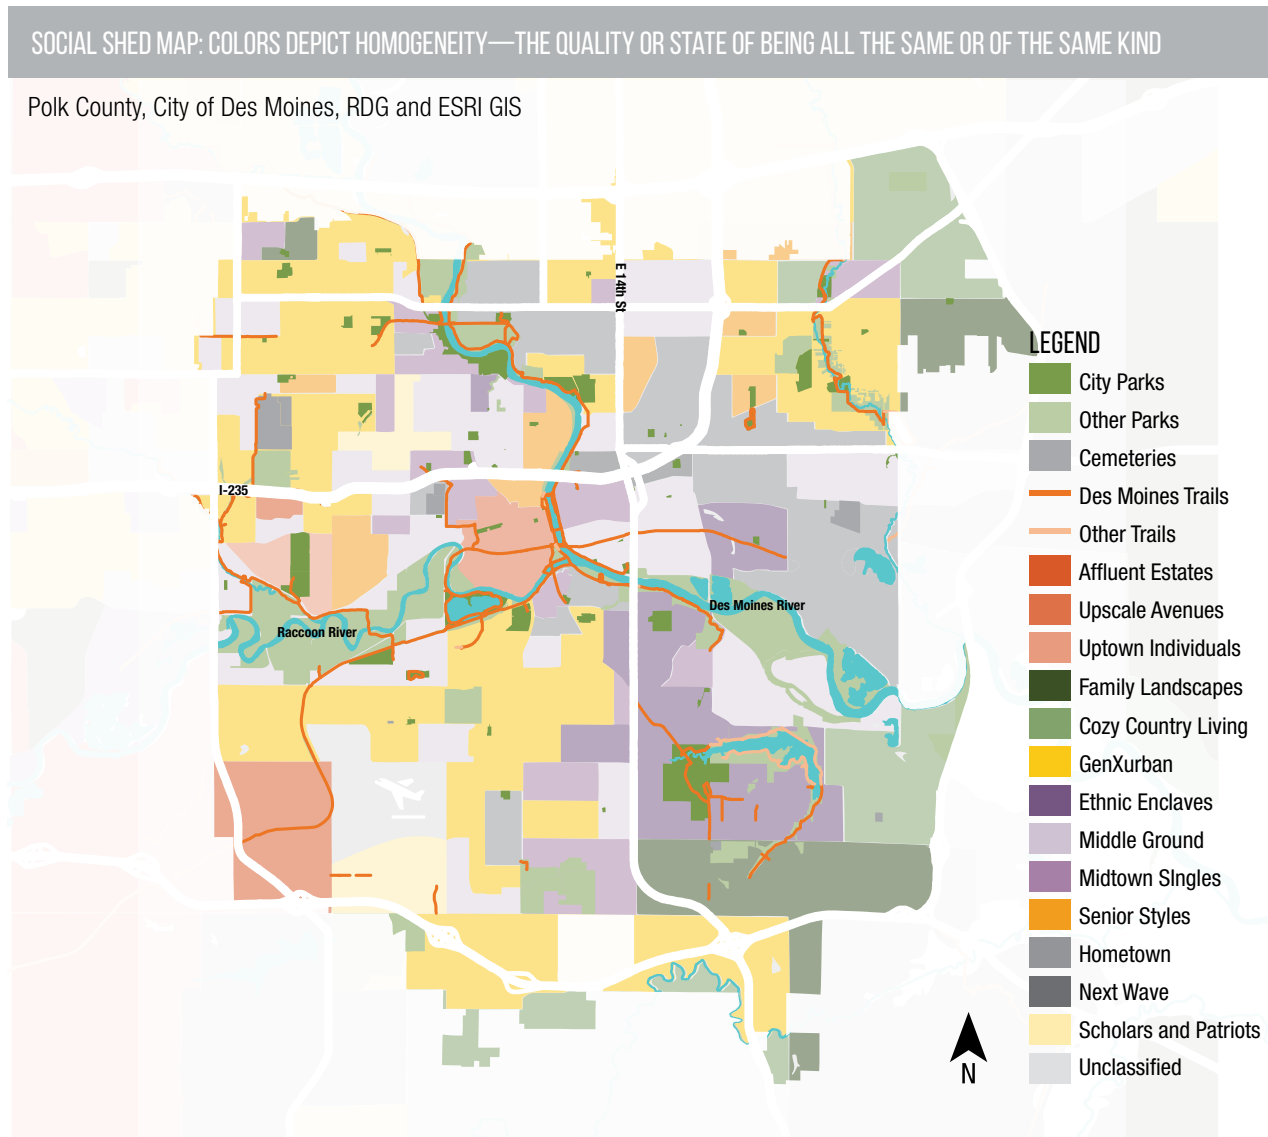 SOCIAL SHED MAP: COLORS DEPICT HOMOGENEITY—THE QUALITY OR STATE OF BEING ALL THE SAME OR OF THE SAME KIND
Polk County, City of Des Moines, RDG and ESRI GIS
E 14th St
I-235
Raccoon River
Des Moines River
LEGEND
City Parks
Other Parks
Cemeteries
Des Moines Trails
Other Trails
Affluent Estates
Upscale Avenues
Uptown Individuals
Family Landscapes
Cozy Country Living
GenXurban
Ethnic Enclaves
Middle Ground
Midtown SIngles
Senior Styles
Hometown
Next Wave
Scholars and Patriots
Unclassified
N